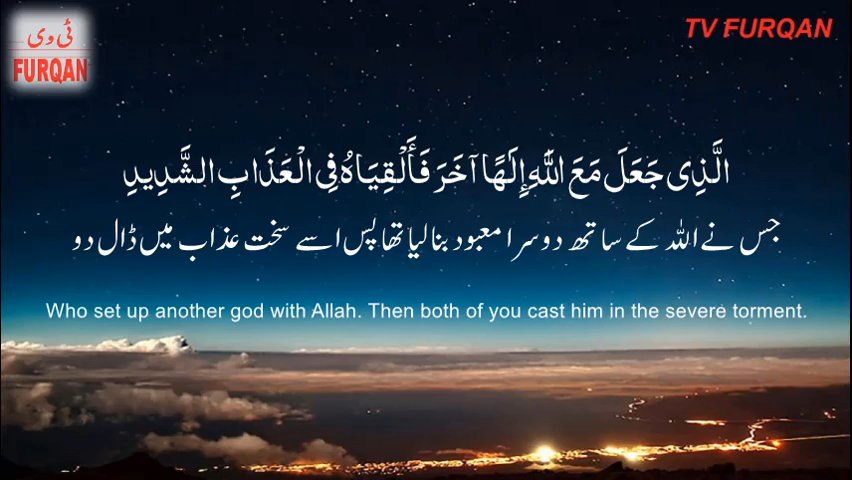 ٹی وی
FURQAN
TV FURQAN
الَّذِي جَعَلَ مَعَ اللَّهِ إِلَهًا آخَرَ فَأَلْقِيَاهُ فِي الْعَذَابِ الشَّدِيدِ
جس نے اللہ کے ساتھ دوسرا معبود بنا لیا تھا پس اسے سخت عذاب میں ڈال دو
Who set up another god with Allah. Then both of you cast him in the severe torment.